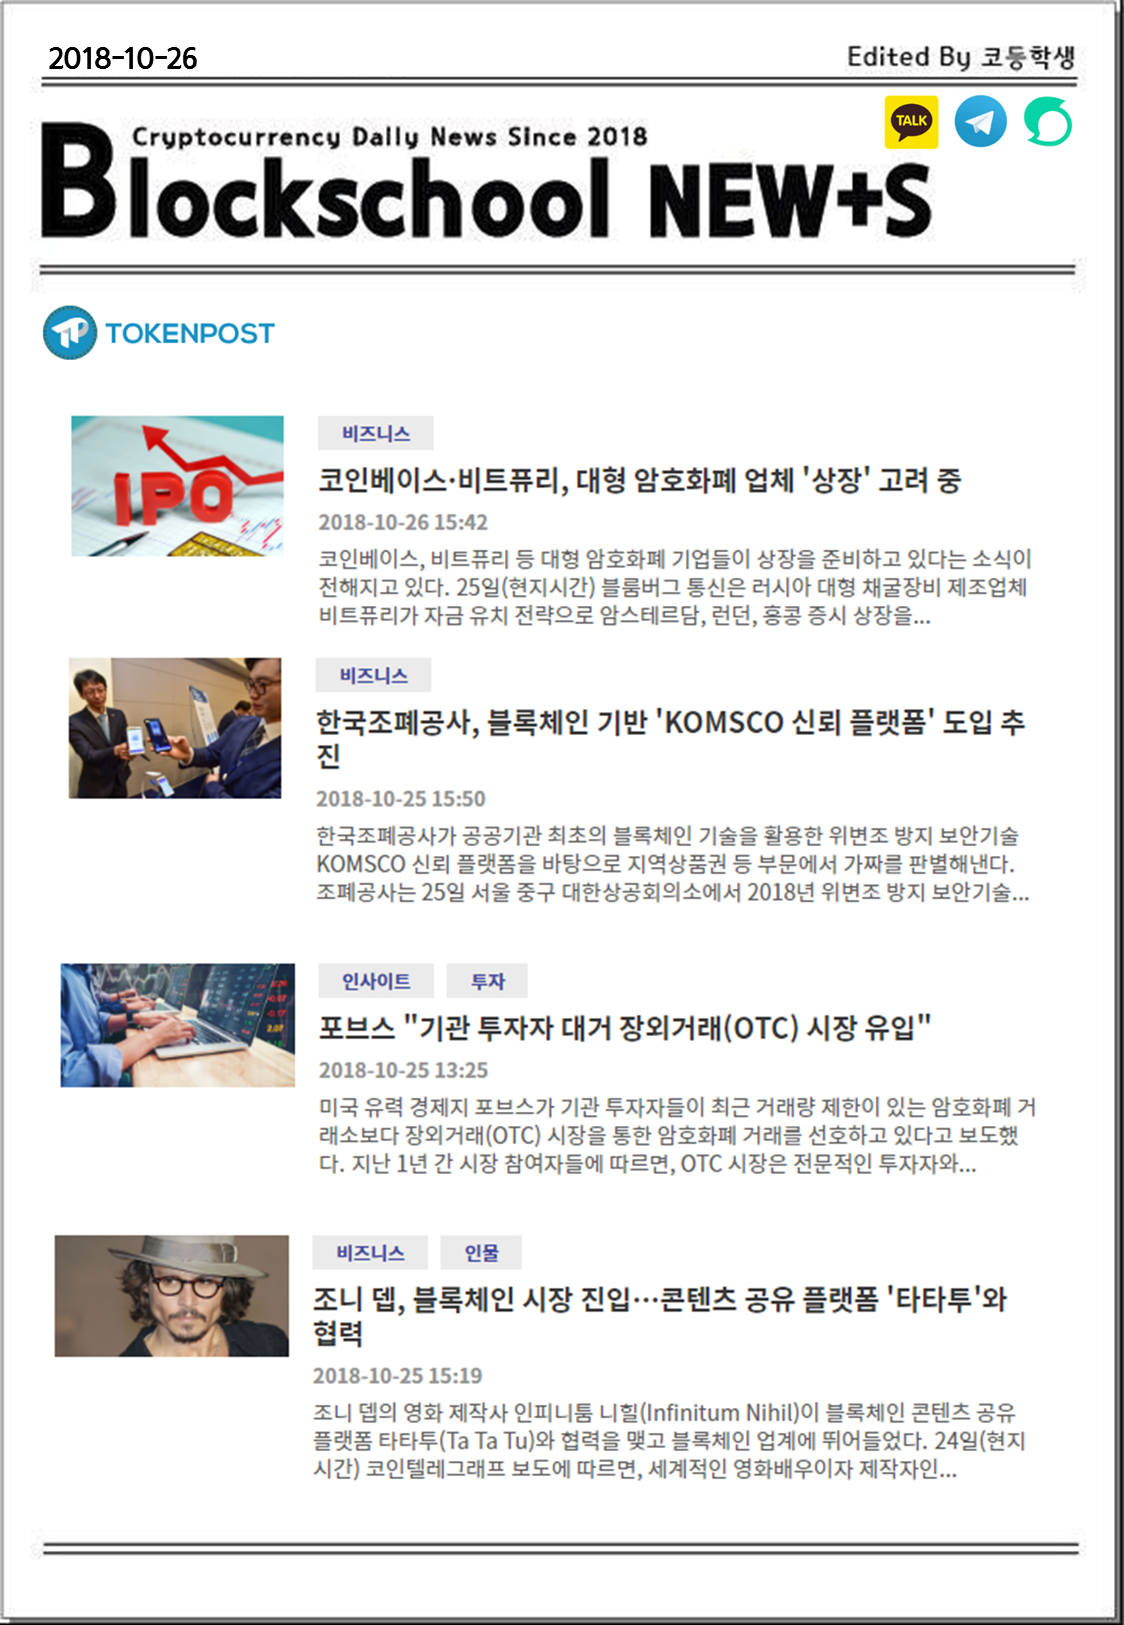 2018-10-26
Edited By 코등학생
TALK
Cryptocurrency Daily News Since 2018
Blockschool NEW+S
TOKENPOST
IPO
비즈니스
코인베이스·비트퓨리, 대형 암호화폐 업체 '상장' 고려 중
2018-10-26 15:42
코인베이스, 비트퓨리 등 대형 암호화폐 기업들이 상장을 준비하고 있다는 소식이
전해지고 있다. 25일(현지시간) 블룸버그 통신은 러시아 대형 채굴장비 제조업체
비트퓨리가 자금 유치 전략으로 암스테르담, 런던, 홍콩 증시 상장을...
비즈니스
한국조폐공사, 블록체인 기반 'KOMSCO 신뢰 플랫폼' 도입 추
진
2018-10-25 15:50
한국조폐공사가 공공기관 최초의 블록체인 기술을 활용한 위변조 방지 보안기술
KOMSCO 신뢰 플랫폼을 바탕으로 지역상품권 등 부문에서 가짜를 판별해낸다.
조폐공사는 25일 서울 중구 대한상공회의소에서 2018년 위변조 방지 보안기술...
인사이트 투자
포브스 "기관 투자자 대거 장외거래(OTC) 시장 유입"
2018-10-25 13:25
미국 유력 경제지 포브스가 기관 투자자들이 최근 거래량 제한이 있는 암호화폐 거
래소보다 장외거래(OTC) 시장을 통한 암호화폐 거래를 선호하고 있다고 보도했
다. 지난 1년 간 시장 참여자들에 따르면, OTC 시장은 전문적인 투자자와...
비즈니스 인물
조니 뎁, 블록체인 시장 진입…콘텐츠 공유 플랫폼 '타타투'와
협력
2018-10-25 15:19
조니 뎁의 영화 제작사 인피니툼 니힐(Infinitum Nihil)이 블록체인 콘텐츠 공유
플랫폼 타타투(Ta Ta Tu)와 협력을 맺고 블록체인 업계에 뛰어들었다. 24일(현지
시간) 코인텔레그래프 보도에 따르면, 세계적인 영화배우이자 제작자인...